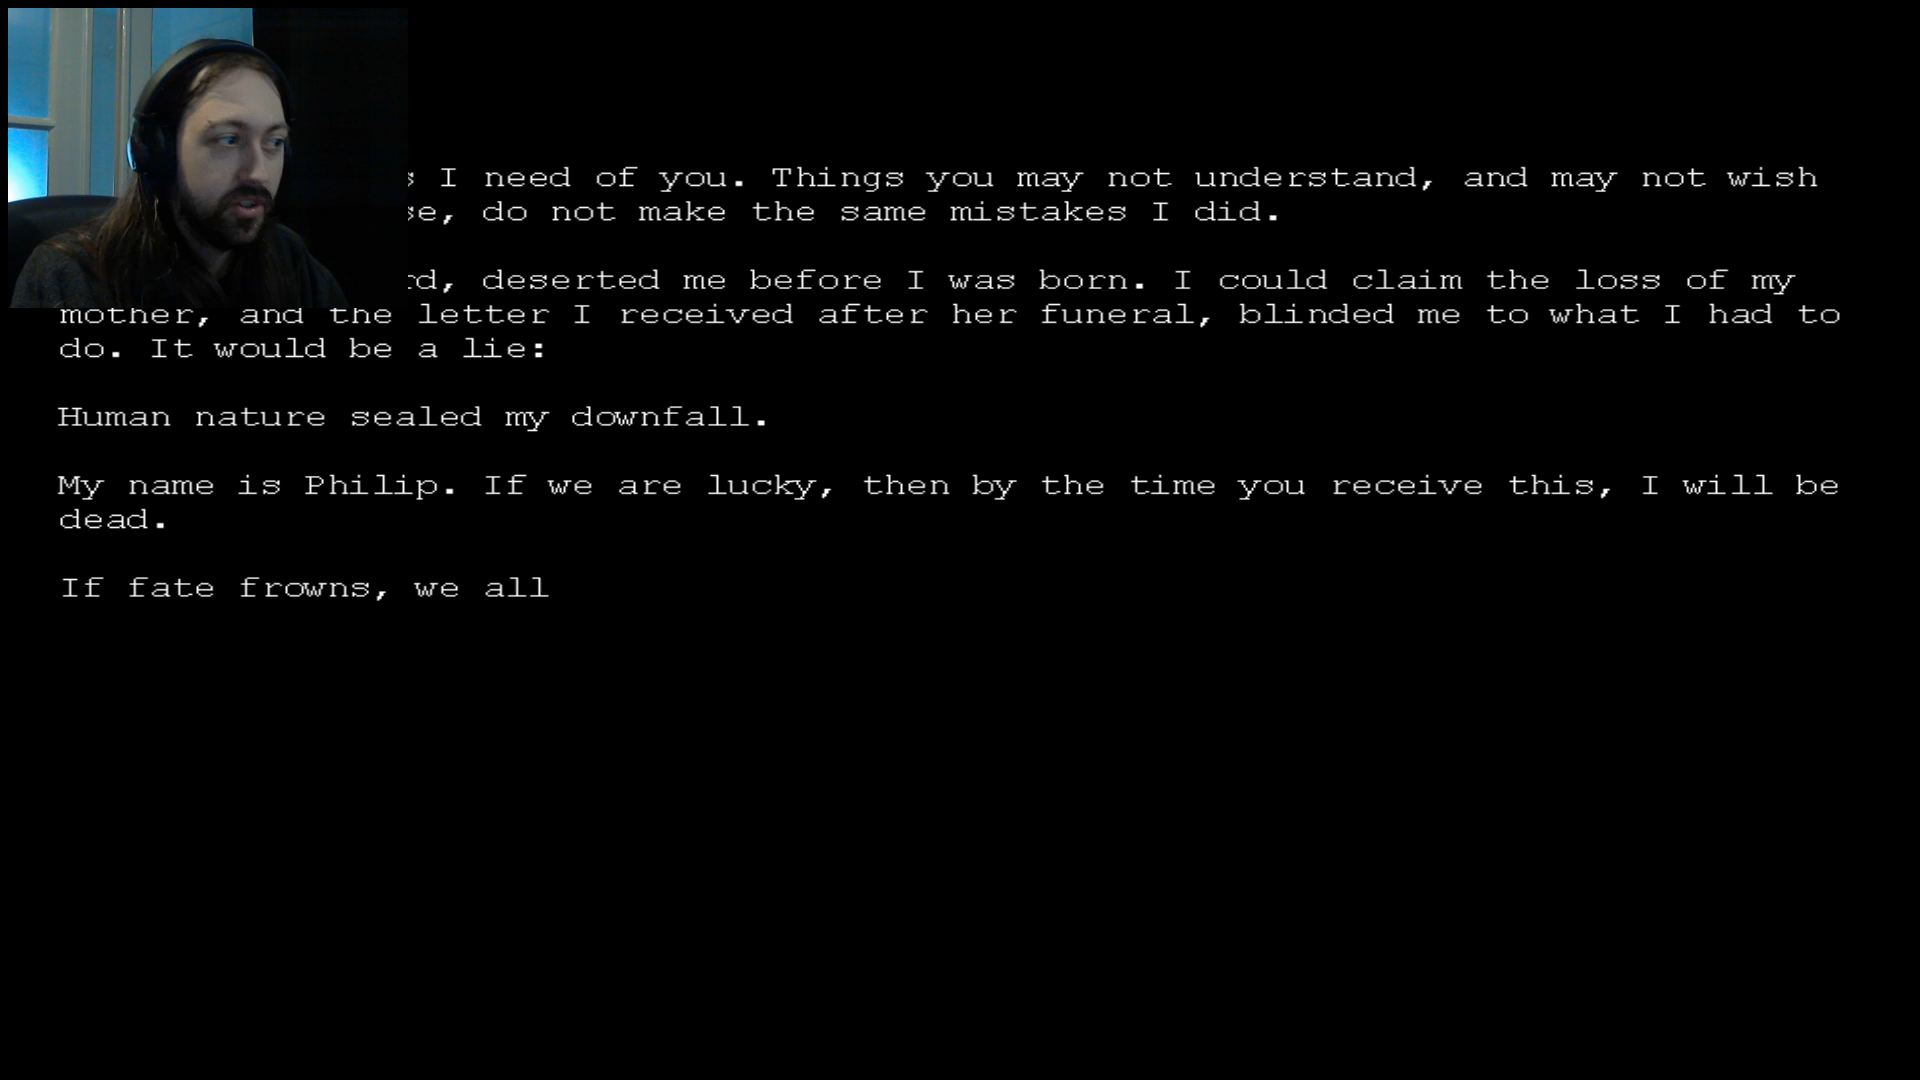 I need of you. Things you may not understand, and may not wish
do not make the same mistakes I did.
deserted me before I was born. I could claim the loss of my
mother, and the letter I received after her funeral, blinded me to what I had to
do. It would be a lie:
Human nature sealed my downfall.
My name is Philip. If we are lucky, then by the time you receive this, I will be
dead.
If fate frowns, we all